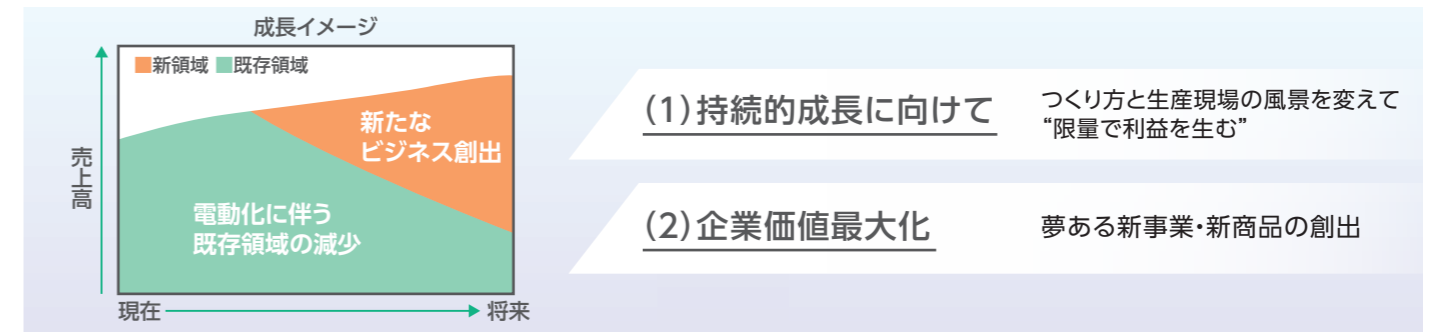 成長イメージ
■新領域 ■既存領域
新たな
ビジネス創出
電動化に伴う
既存領域の減少
売上高
現在
将来
(1)持続的成長に向けて
つくり方と生産現場の風景を変えて
“限量で利益を生む”
(2)企業価値最大化
夢ある新事業・新商品の創出